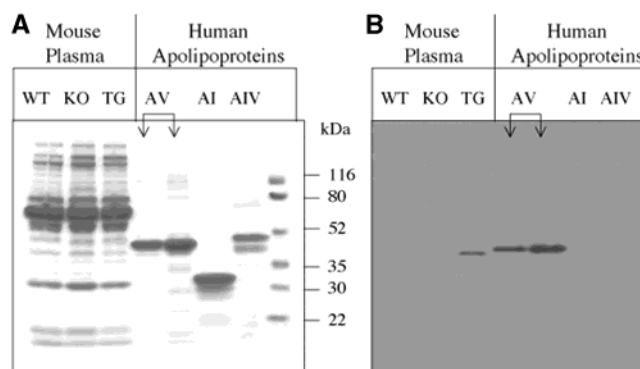 A
Mouse Plasma
Human Apolipoproteins
WT KO TG AV AI AIV
kDa
116
80
52
35
30
22
B
Mouse Plasma
Human Apolipoproteins
WT KO TG AV AI AIV